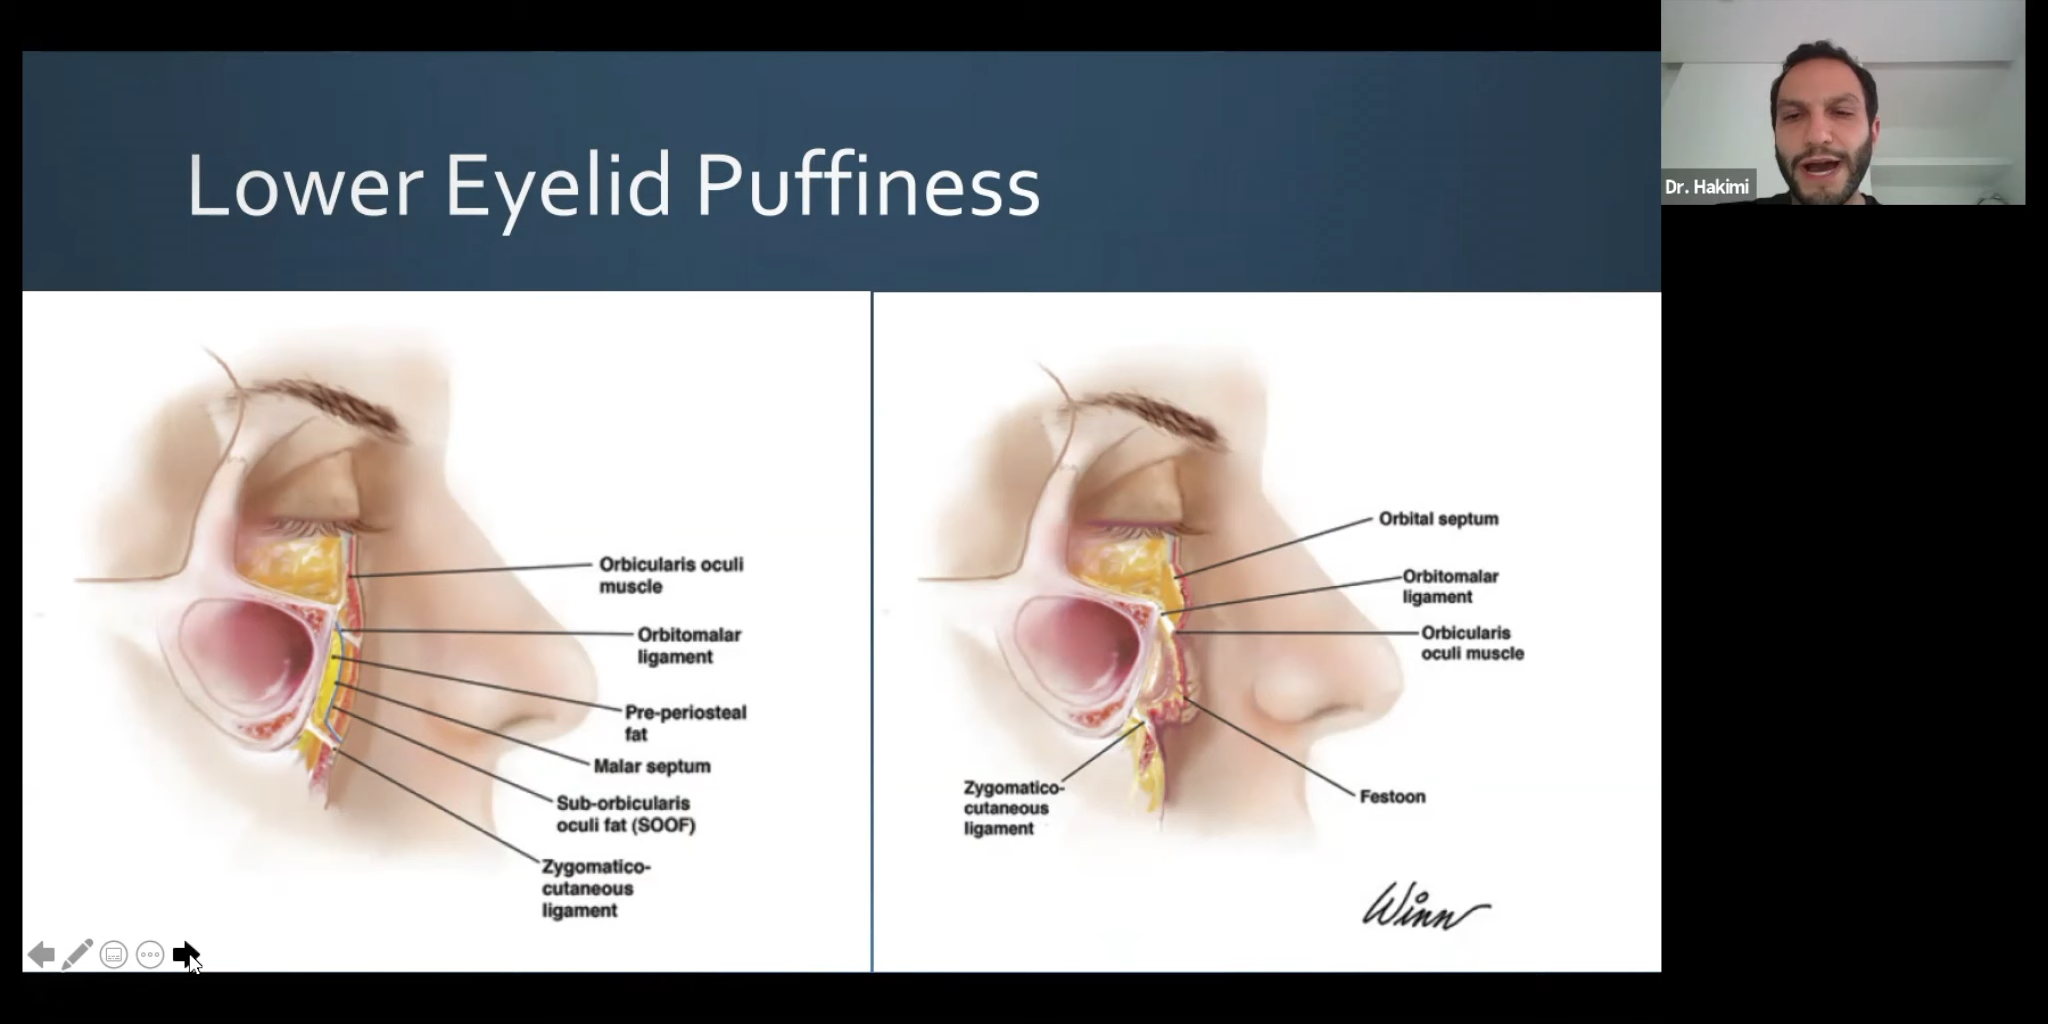 Lower Eyelid Puffiness
Dr. Hakimi
Orbicularis oculi
muscle
Orbitomalar
ligament
Pre-periosteal
fat
Malar septum
Sub-orbicularis
oculi fat (SOOF)
Zygomatico-
cutaneous
ligament
Orbital septum
Orbitomalar
ligament
Orbicularis
oculi muscle
Zygomatico-
cutaneous
ligament
Festoon
Winn